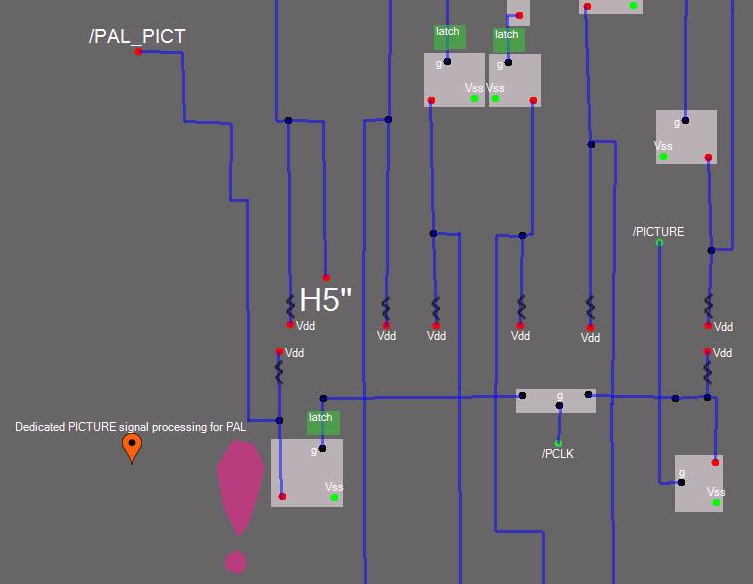 /PAL_PICT
latch
latch
g
g
Vss
Vss
g
Vss
/PICTURE
H5"
Vdd
Vdd
Vdd
Vdd
Vdd
Vdd
Vdd
Vdd
g
latch
Dedicated PICTURE signal processing for PAL
g
/PCLK
g
Vss
Vss